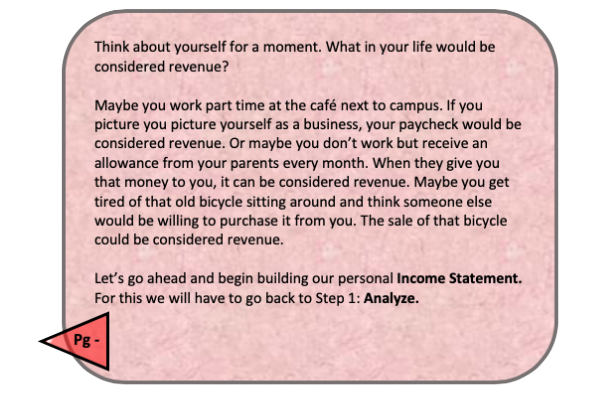 Think about yourself for a moment. What in your life would be
considered revenue?
Maybe you work part time at the café next to campus. If you
picture you picture yourself as a business, your paycheck would be
considered revenue. Or maybe you don't work but receive an
allowance from your parents every month. When they give you
that money to you, it can be considered revenue. Maybe you get
tired of that old bicycle sitting around and think someone else
would be willing to purchase it from you. The sale of that bicycle
could be considered revenue.
Let's go ahead and begin building our personal Income Statement.
For this we will have to go back to Step 1: Analyze.
Pg -